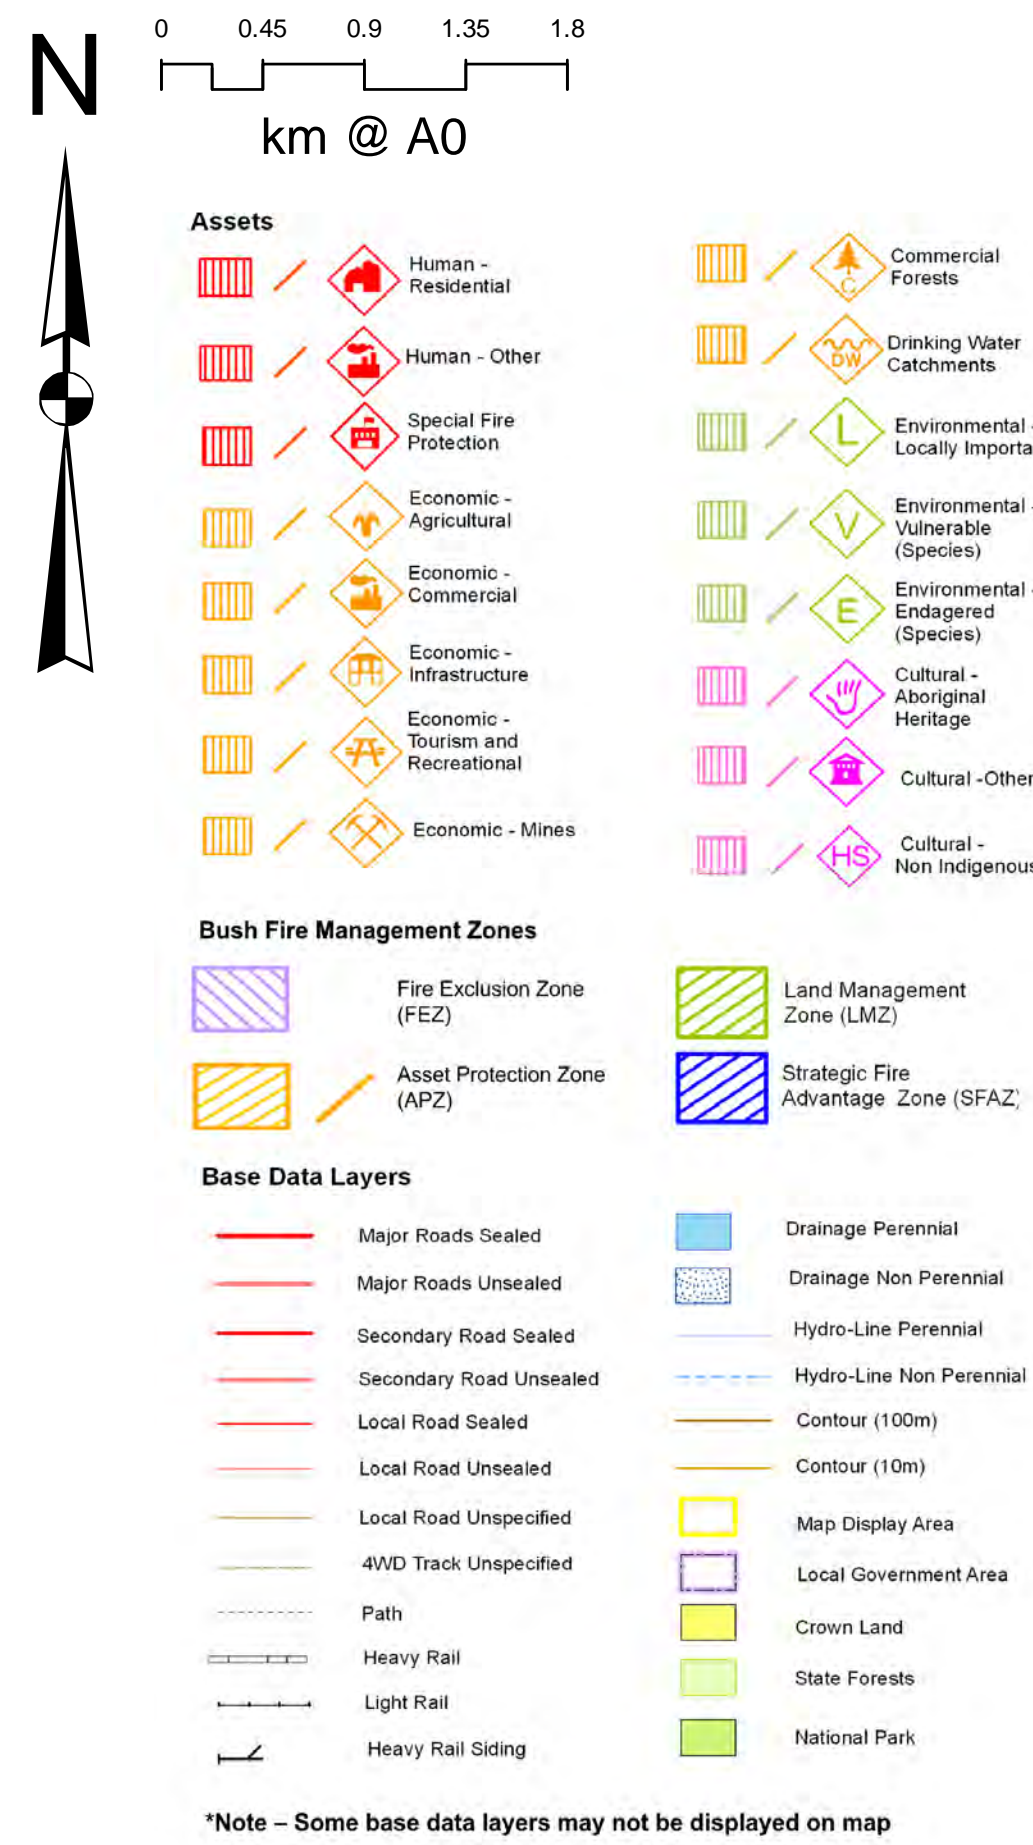 N
0 0.45 0.9 1.35 1.8
km @ A0
Assets
Human -
Residential
Human - Other
Special Fire
Protection
Economic -
Agricultural
Economic -
Commercial
Economic -
Infrastructure
Economic -
Tourism and
Recreational
Economic - Mines
C
Commercial
Forests
DW
Drinking Water
Catchments
L
Environmental -
Locally Importa
V
Environmental -
Vulnerable
(Species)
E
Environmental -
Endagered
(Species)
Cultural -
Aboriginal
Heritage
Cultural -Other
HS
Cultural -
Non Indigenous
Bush Fire Management Zones
Fire Exclusion Zone
(FEZ)
Asset Protection Zone
(APZ)
Land Management
Zone (LMZ)
Strategic Fire
Advantage Zone (SFAZ)
Base Data Layers
Major Roads Sealed
Major Roads Unsealed
Secondary Road Sealed
Secondary Road Unsealed
Local Road Sealed
Local Road Unsealed
Local Road Unspecified
4WD Track Unspecified
Path
Heavy Rail
Light Rail
Heavy Rail Siding
Drainage Perennial
Drainage Non Perennial
Hydro-Line Perennial
Hydro-Line Non Perennial
Contour (100m)
Contour (10m)
Map Display Area
Local Government Area
Crown Land
State Forests
National Park
*Note – Some base data layers may not be displayed on map